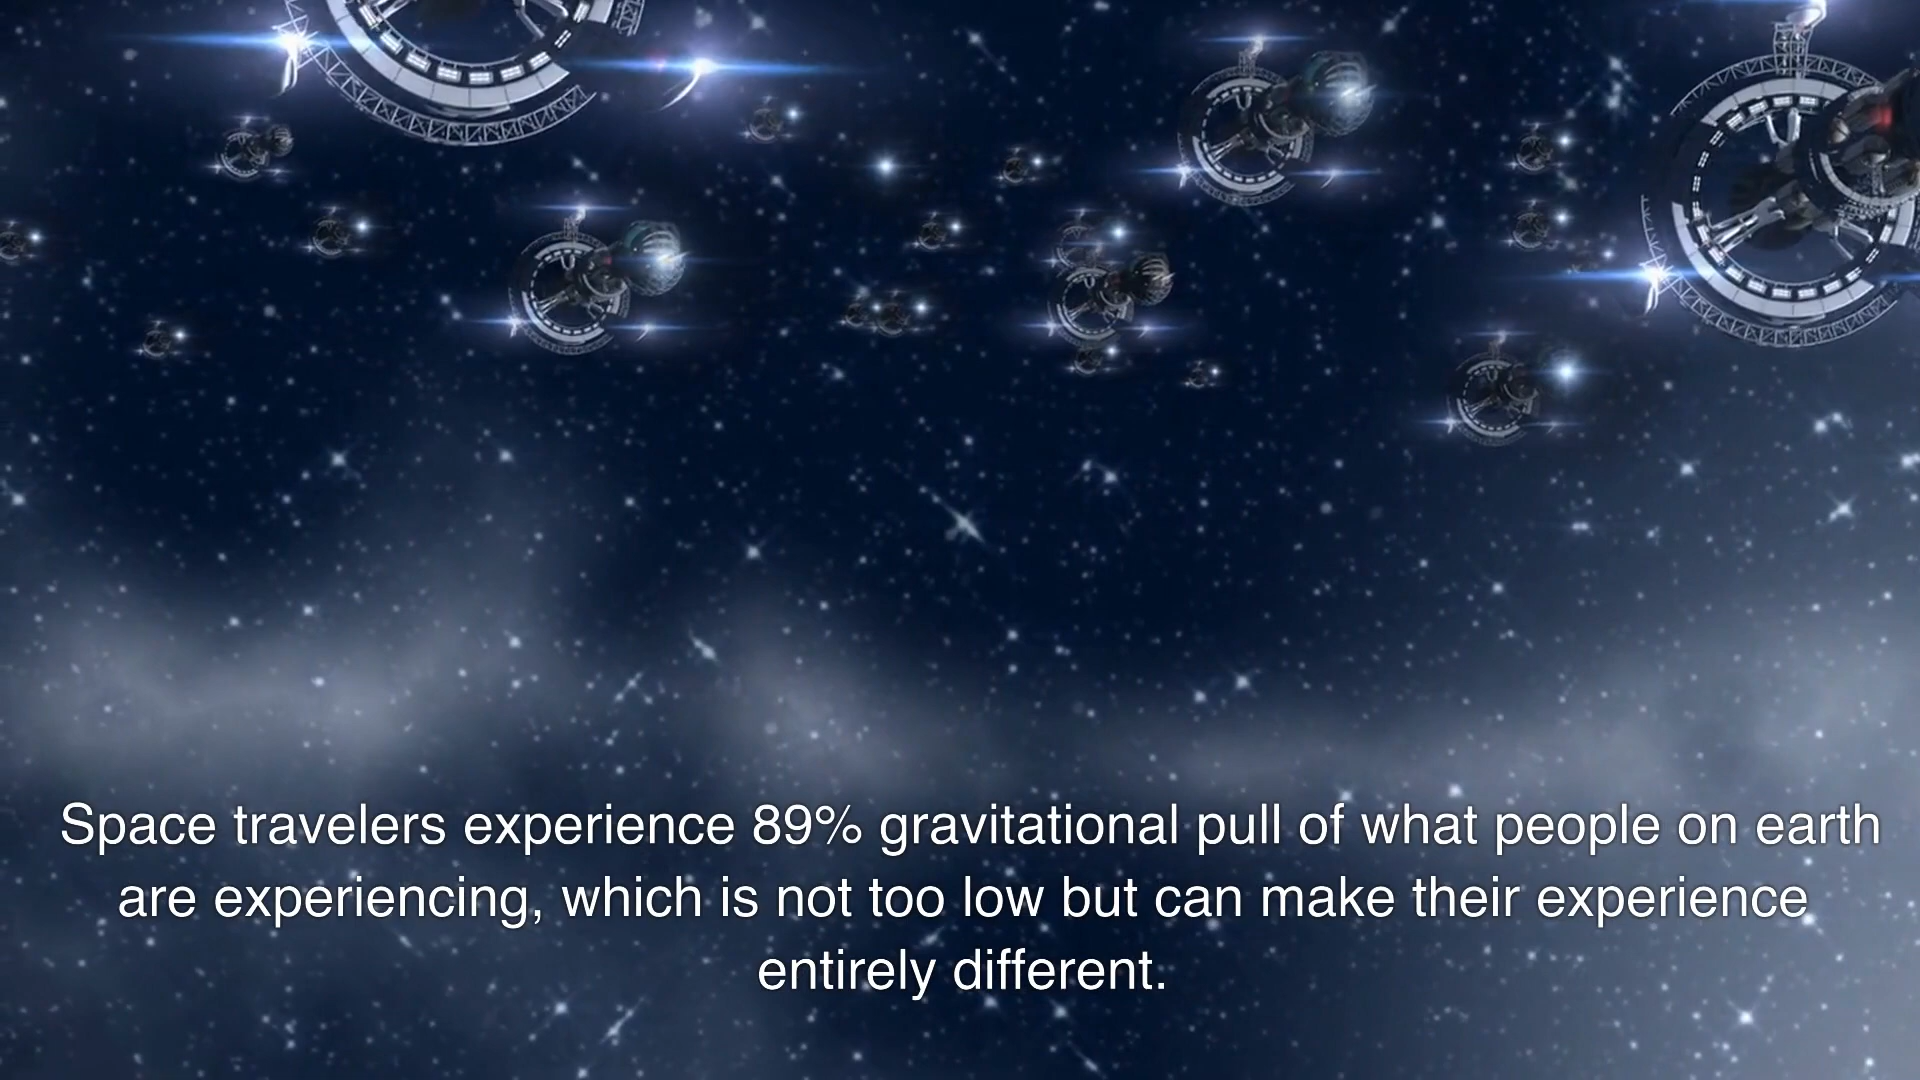 Space travelers experience 89% gravitational pull of what people on earth
are experiencing, which is not too low but can make their experience
entirely different.